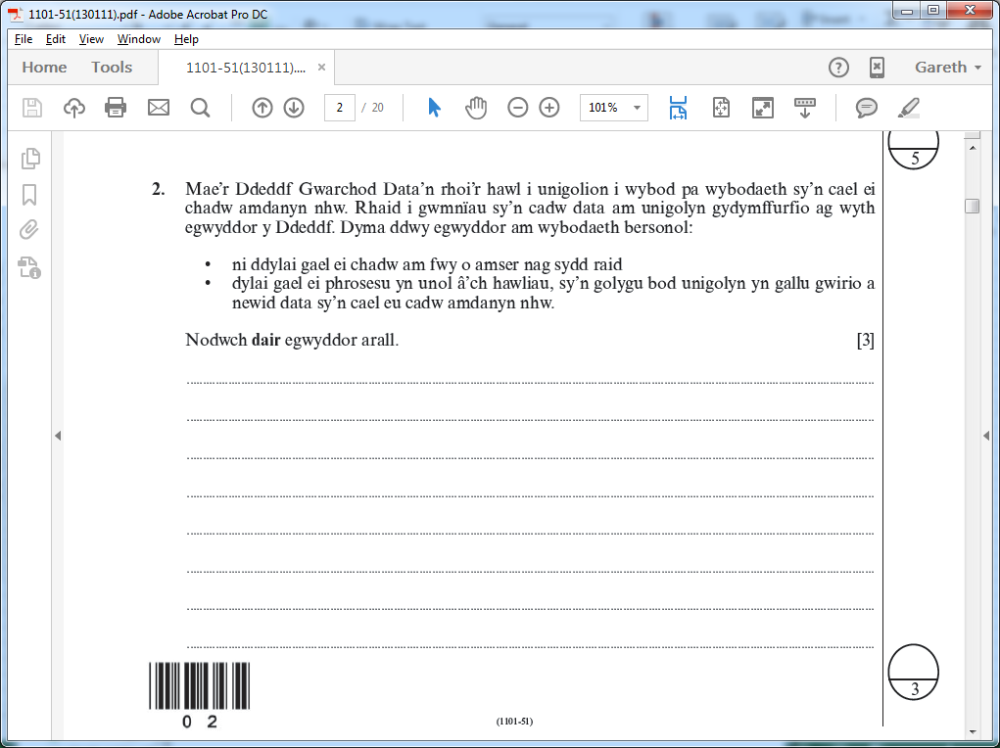 1101-51(130111).pdf - Adobe Acrobat Pro DC
File Edit View Window Help
Home Tools 1101-51(130111).... × Gareth
2 / 20 101%
5
2. Mae'r Ddeddf Gwarchod Data'n rhoi'r hawl i unigolion i wybod pa wybodaeth sy'n cael ei
chadw amdanyn nhw. Rhaid i gwmnïau sy'n cadw data am unigolyn gydymffurfio ag wyth
egwyddor y Ddeddf. Dyma ddwy egwyddor am wybodaeth bersonol:
• ni ddylai gael ei chadw am fwy o amser nag sydd raid
• dylai gael ei phrosesu yn unol â'ch hawliau, sy'n golygu bod unigolyn yn gallu gwirio a
newid data sy'n cael eu cadw amdanyn nhw.
Nodwch dair egwyddor arall. [3]
3
0 2
(1101-51)